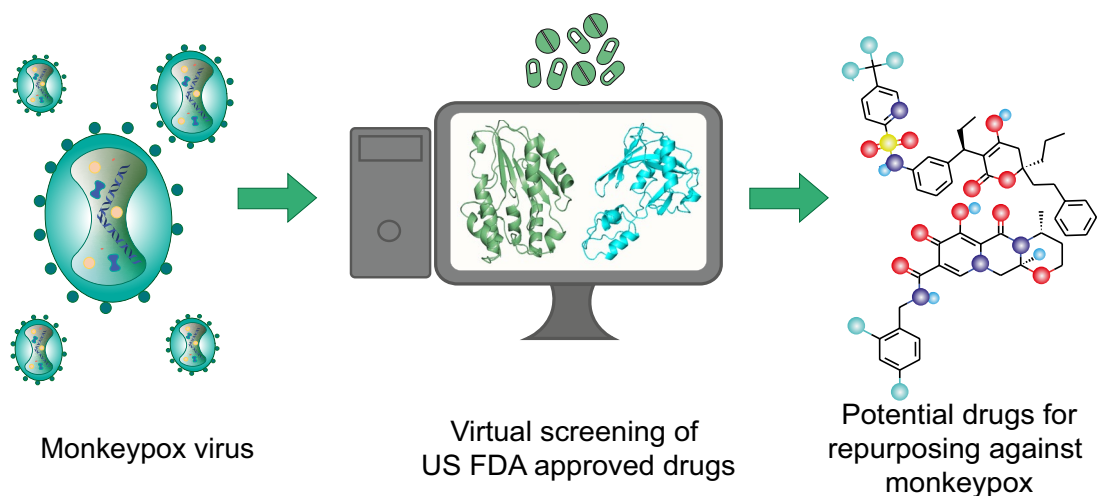 Monkeypox virus
Virtual screening of
US FDA approved drugs
Potential drugs for
repurposing against
monkeypox